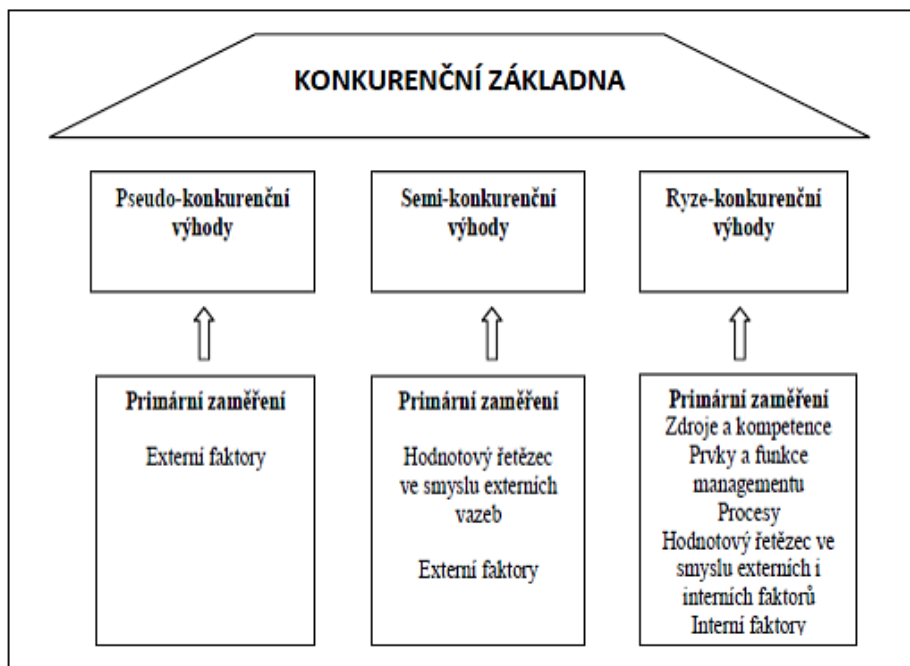 KONKURENČNÍ ZÁKLADNA
Pseudo-konkurenční
výhody
Semi-konkurenční
výhody
Ryze-konkurenční
výhody
Primární zaměření
Externí faktory
Primární zaměření
Hodnotový řetězec
ve smyslu externích
vazeb
Externí faktory
Primární zaměření
Zdroje a kompetence
Prvky a funkce
managementu
Procesy
Hodnotový řetězec ve
smyslu externích i
interních faktorů
Interní faktory